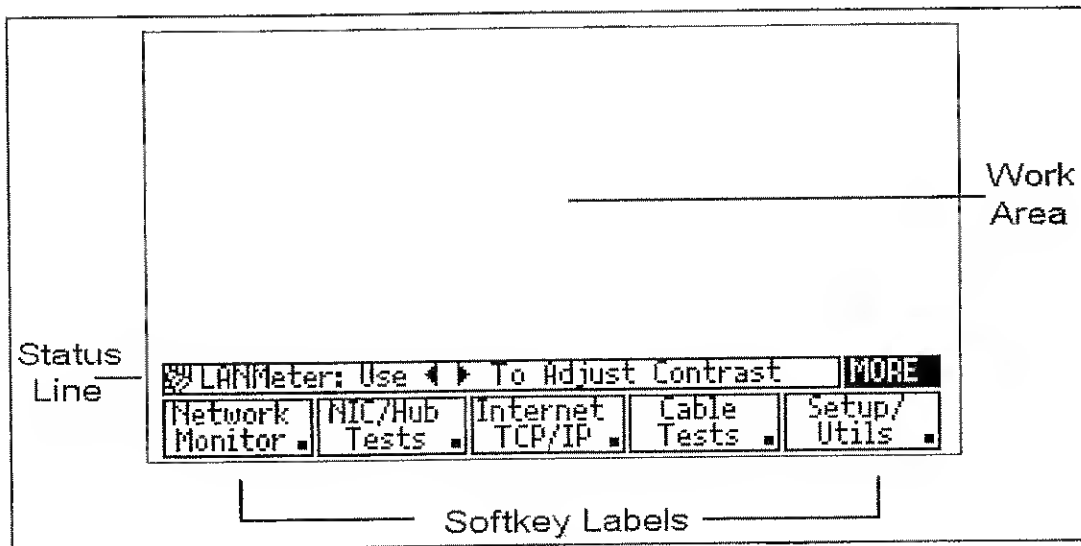 Work
Area
Status
Line
LANMeter: Use ◀ ▶ To Adjust Contrast MORE
Network
Monitor
NIC/Hub
Tests
Internet
TCP/IP
Cable
Tests
Setup/
Utils
Softkey Labels